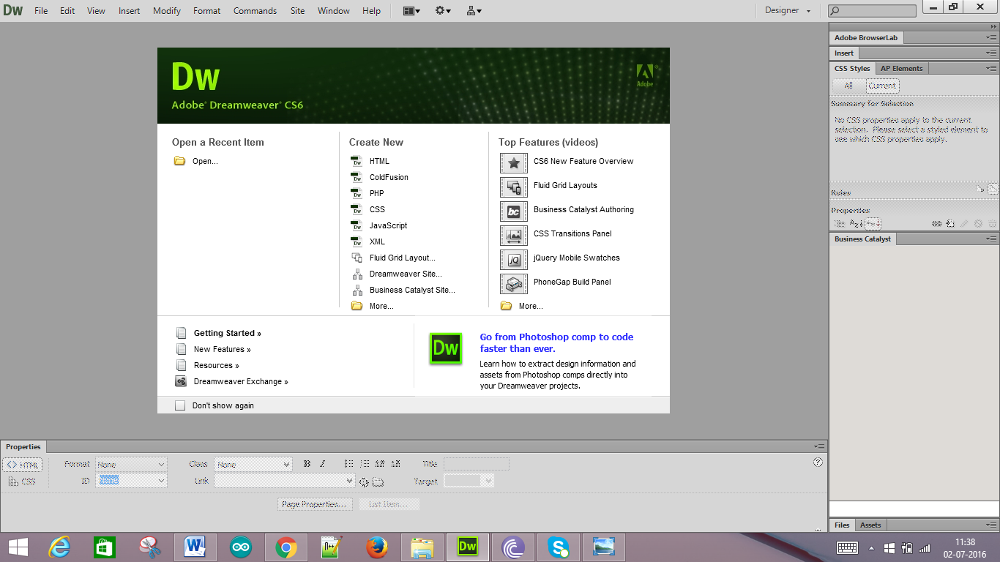 Dw File Edit View Insert Modify Format Commands Site Window Help Designer
Adobe BrowserLab
Insert
CSS Styles AP Elements
All Current
Summary for Selection
No CSS properties apply to the current
selection. Please select a styled element to
see which CSS properties apply.
Rules
Properties
Business Catalyst
Dw
Adobe
Adobe® Dreamweaver® CS6
Open a Recent Item
Open...
Create New
HTML
ColdFusion
PHP
CSS
JavaScript
XML
Fluid Grid Layout...
Dreamweaver Site...
Business Catalyst Site...
More...
Top Features (videos)
CS6 New Feature Overview
Fluid Grid Layouts
bc Business Catalyst Authoring
CSS Transitions Panel
jQ jQuery Mobile Swatches
PhoneGap Build Panel
More...
Getting Started »
New Features »
Resources »
Dreamweaver Exchange »
Dw
Go from Photoshop comp to code
faster than ever.
Learn how to extract design information and
assets from Photoshop comps directly into
your Dreamweaver projects.
Don't show again
Properties
<> HTML Format None Class None B I Title
CSS ID None Link Target
Page Properties... List Item...
Files Assets
Dw
11:38
02-07-2016